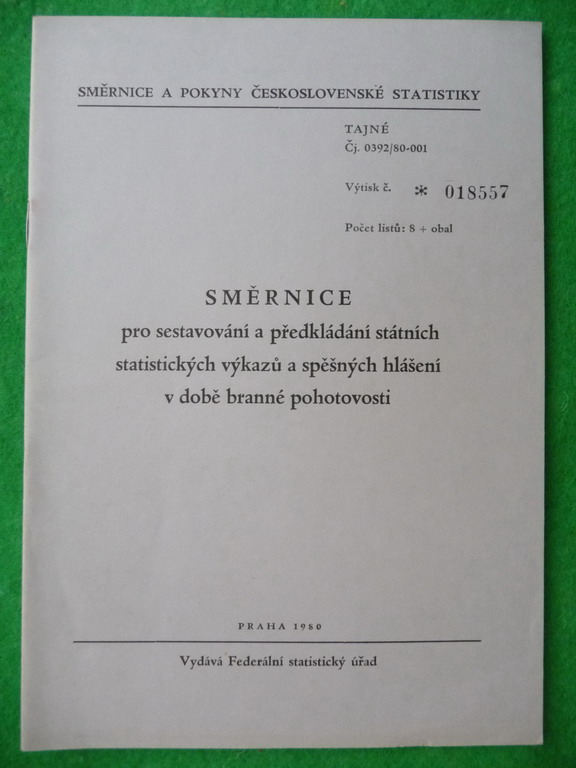 SMĚRNICE A POKYNY ČESKOSLOVENSKÉ STATISTIKY
TAJNÉ
Čj. 0392/80-001
Výtisk č. * 018557
Počet listů: 8 + obal
SMĚRNICE
pro sestavování a předkládání státních
statistických výkazů a spěšných hlášení
v době branné pohotovosti
PRAHA 1980
Vydává Federální statistický úřad